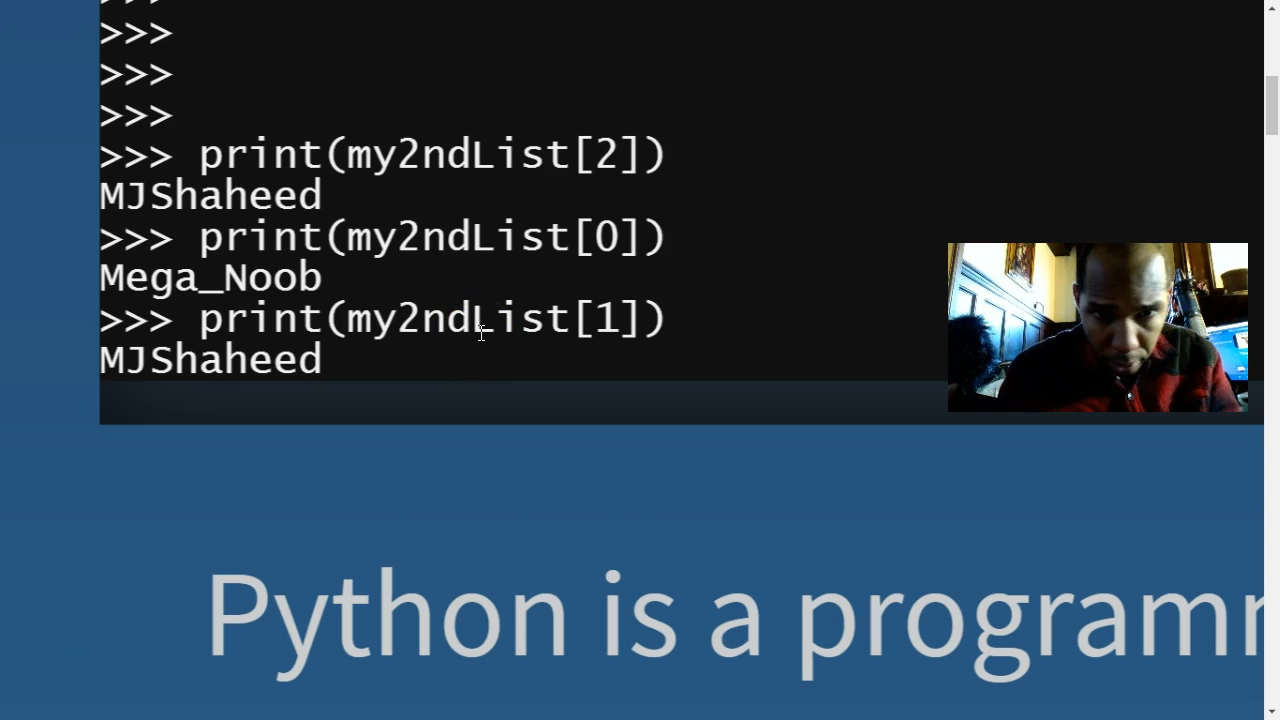 >>>
>>>
>>>
>>> print(my2ndList[2])
MJShaheed
>>> print(my2ndList[0])
Mega_Noob
>>> print(my2ndList[1])
MJShaheed
Python is a programm